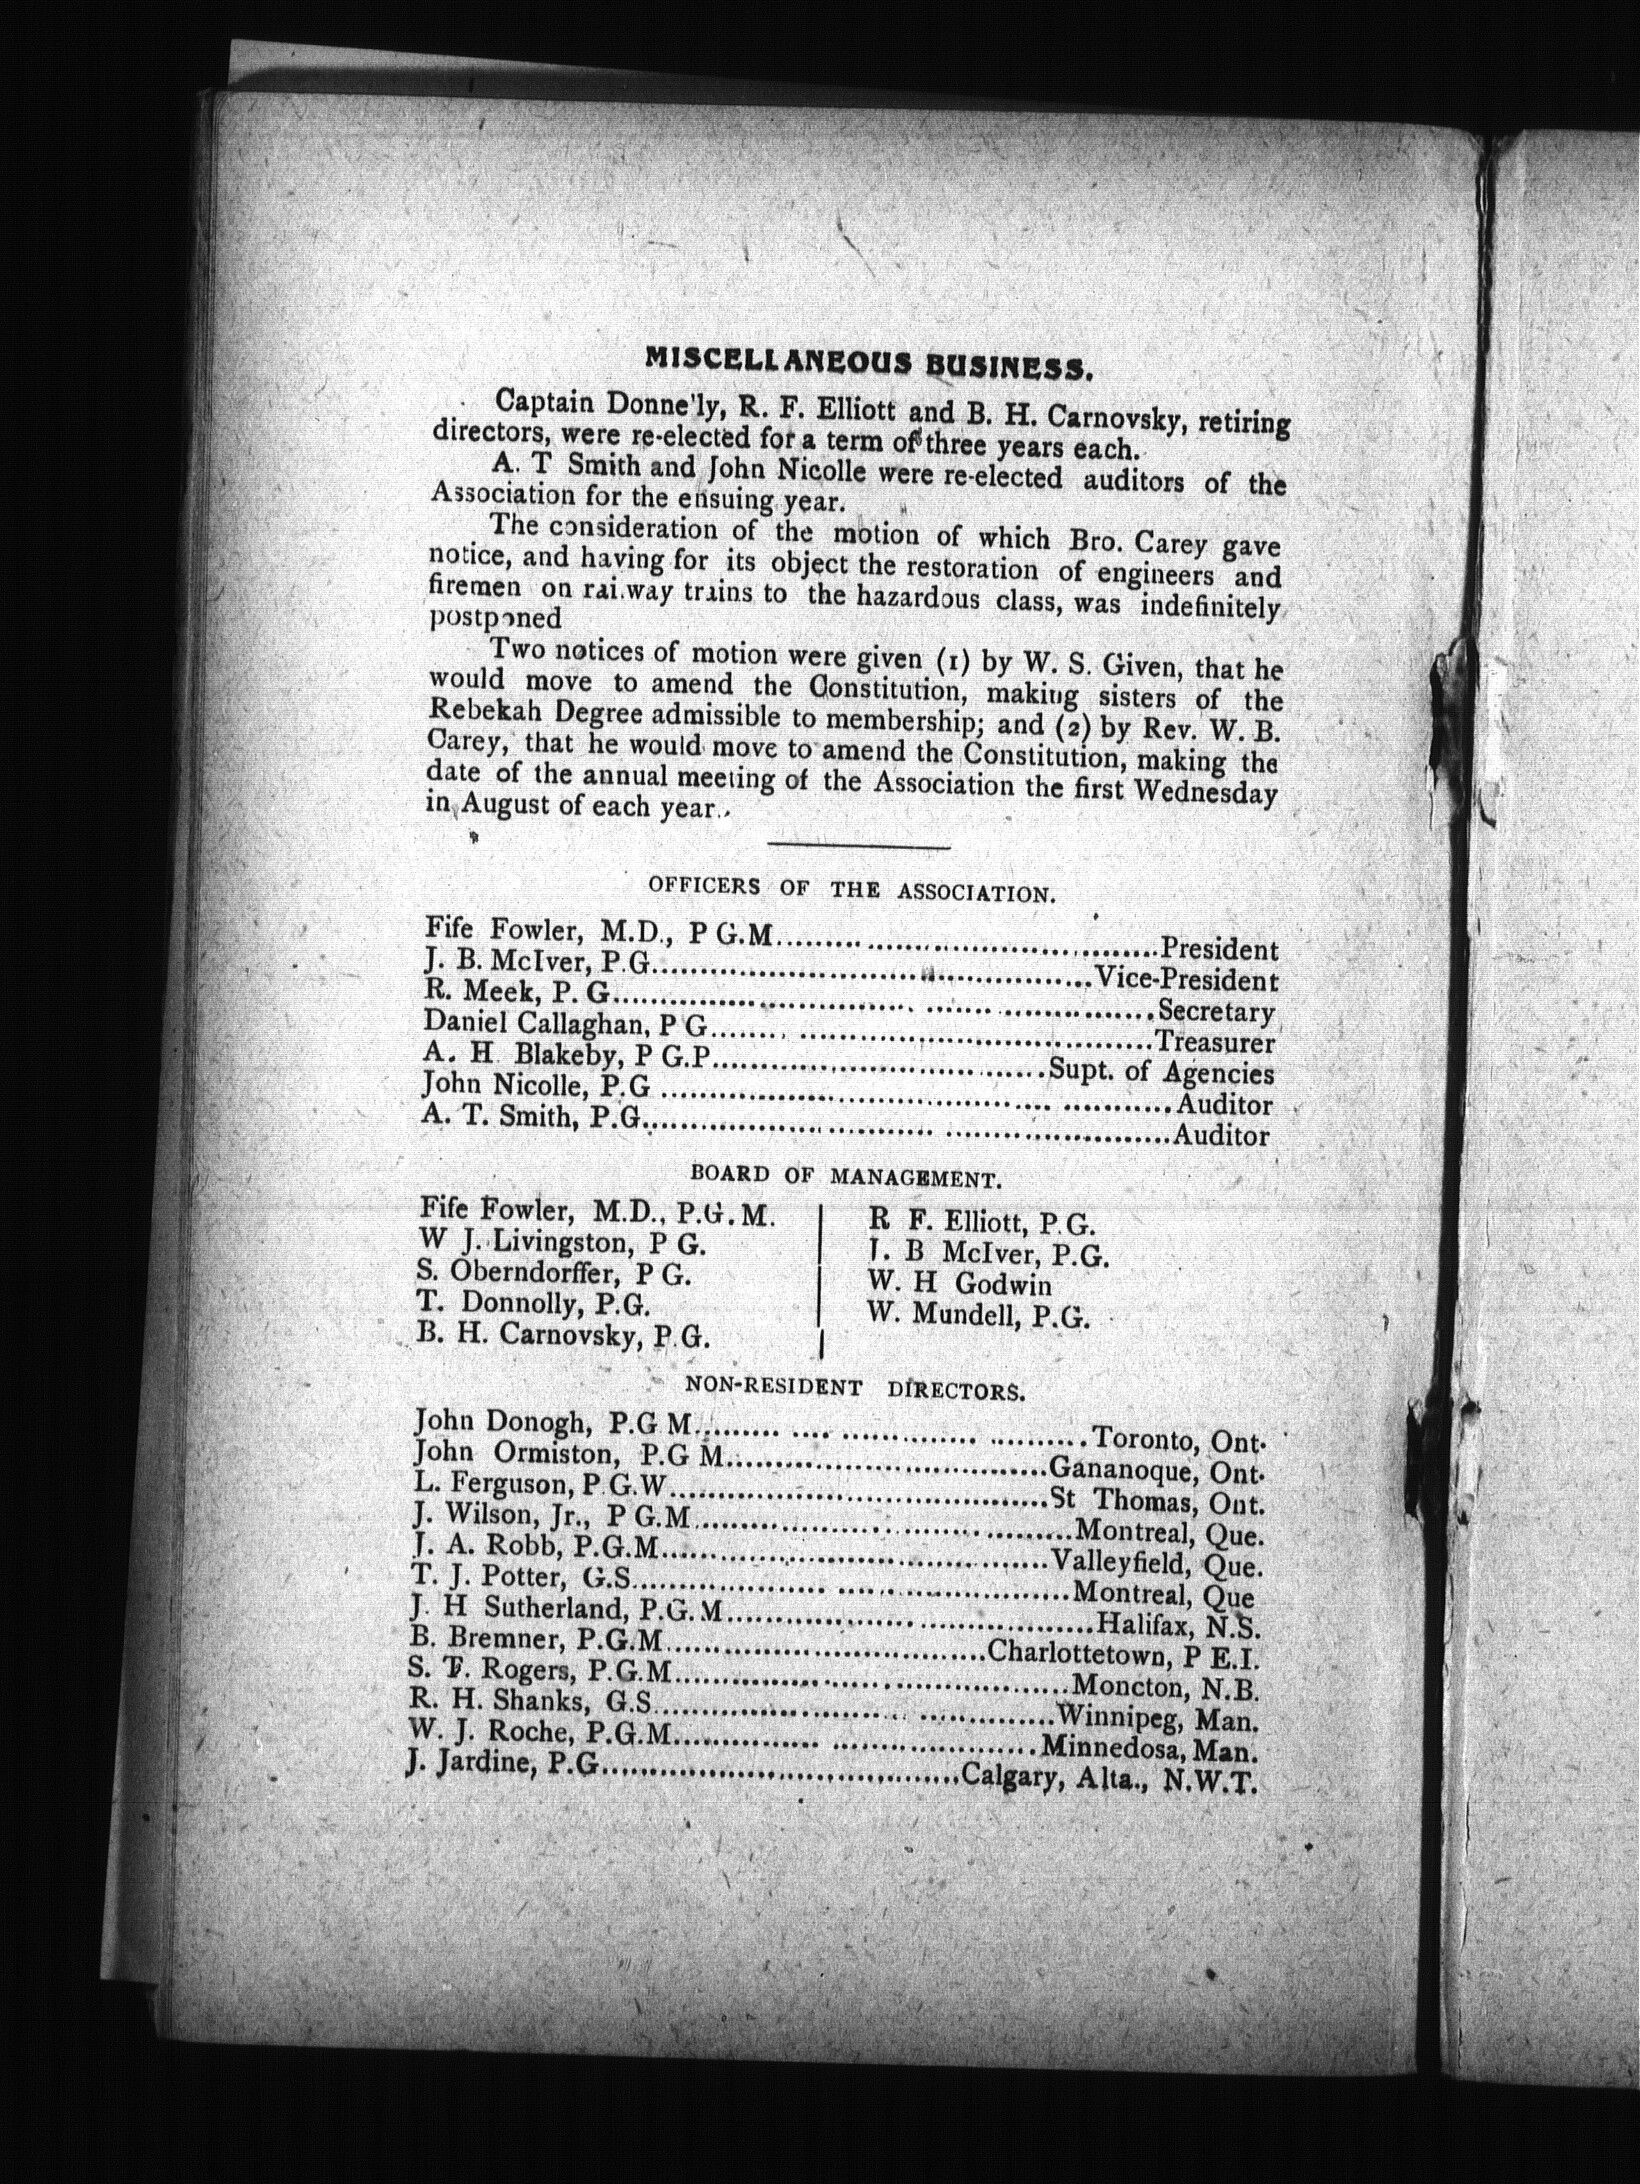 MISCELLANEOUS BUSINESS.
Captain Donne'ly, R. F. Elliott and B. H. Carnovsky, retiring
directors, were re-elected for a term of three years each.
A. T Smith and John Nicolle were re-elected auditors of the
Association for the ensuing year.
The consideration of the motion of which Bro. Carey gave
notice, and having for its object the restoration of engineers and
firemen on rai.way trains to the hazardous class, was indefinitely
postponed
Two notices of motion were given (1) by W. S. Given, that he
would move to amend the Constitution, making sisters of the
Rebekah Degree admissible to membership; and (2) by Rev. W. B.
Carey, that he would move to amend the Constitution, making the
date of the annual meeting of the Association the first Wednesday
in August of each year.
OFFICERS OF THE ASSOCIATION.
Fife Fowler, M.D., P G.M........................................President
J. B. McIver, P.G........................................Vice-President
R. Meek, P. G........................................Secretary
Daniel Callaghan, P G........................................Treasurer
A. H Blakeby, P G.P........................................Supt. of Agencies
John Nicolle, P.G ........................................Auditor
A. T. Smith, P.G........................................Auditor
BOARD OF MANAGEMENT.
Fife Fowler, M.D., P.G.M.
W J. Livingston, P G.
S. Oberndorffer, P G.
T. Donnolly, P.G.
B. H. Carnovsky, P.G.
R F. Elliott, P.G.
J. B McIver, P.G.
W. H Godwin
W. Mundell, P.G.
NON-RESIDENT DIRECTORS.
John Donogh, P.G M........................................Toronto, Ont.
John Ormiston, P.G M........................................Gananoque, Ont.
L. Ferguson, P.G.W........................................St Thomas, Ont.
J. Wilson, Jr., P G.M........................................Montreal, Que.
J. A. Robb, P.G.M........................................Valleyfield, Que.
T. J. Potter, G.S........................................Montreal, Que
J. H Sutherland, P.G.M........................................Halifax, N.S.
B. Bremner, P.G.M........................................Charlottetown, P E.I.
S. F. Rogers, P.G.M........................................Moncton, N.B.
R. H. Shanks, G.S........................................Winnipeg, Man.
W. J. Roche, P.G.M........................................Minnedosa, Man.
J. Jardine, P.G........................................Calgary, Alta., N.W.T.